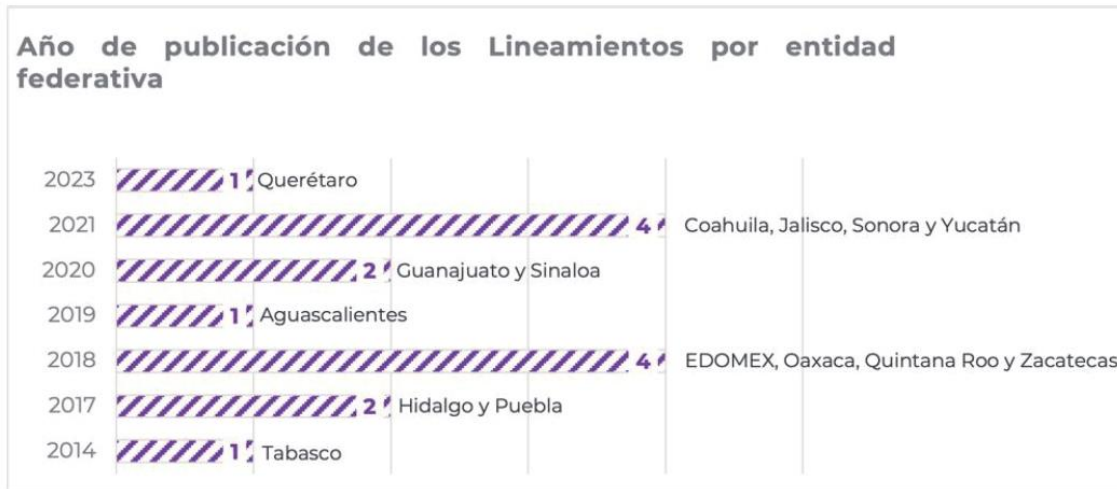 Año de publicación de los Lineamientos por entidad
federativa
2023 1 Querétaro
2021 4 Coahuila, Jalisco, Sonora y Yucatán
2020 2 Guanajuato y Sinaloa
2019 1 Aguascalientes
2018 4 EDOMEX, Oaxaca, Quintana Roo y Zacatecas
2017 2 Hidalgo y Puebla
2014 1 Tabasco